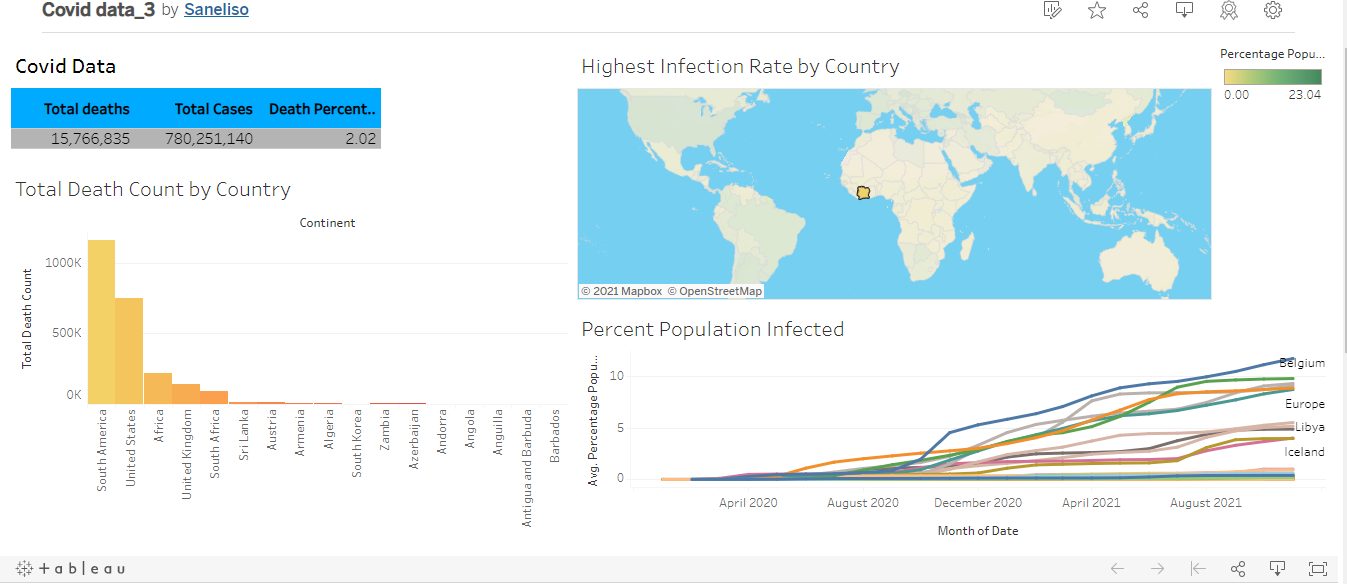 Covid data_3 by Saneliso
Covid Data
Total deaths Total Cases Death Percent..
15,766,835 780,251,140 2.02
Total Death Count by Country
Continent
Total Death Count
1000K
500K
0K
South America
United States
Africa
United Kingdom
South Africa
Sri Lanka
Austria
Armenia
Algeria
South Korea
Zambia
Azerbaijan
Andorra
Angola
Anguilla
Antigua and Barbuda
Barbados
Highest Infection Rate by Country
© 2021 Mapbox © OpenStreetMap
Percentage Popu...
0.00 23.04
Percent Population Infected
Avg. Percentage Popu...
10
5
0
Belgium
Europe
Libya
Iceland
April 2020 August 2020 December 2020 April 2021 August 2021
Month of Date
+ableau